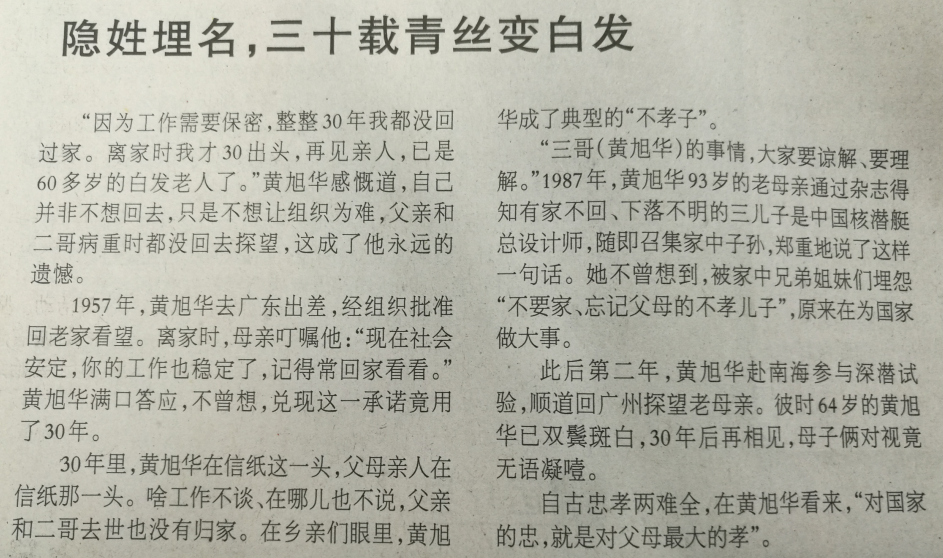 隐姓埋名,三十载青丝变白发
“因为工作需要保密,整整30年我都没回
过家。离家时我才30出头,再见亲人,已是
60多岁的白发老人了。”黄旭华感慨道,自己
并非不想回去,只是不想让组织为难,父亲和
二哥病重时都没回去探望,这成了他永远的
遗憾。
1957年,黄旭华去广东出差,经组织批准
回老家看望。离家时,母亲叮嘱他:“现在社会
安定,你的工作也稳定了,记得常回家看看。”
黄旭华满口答应,不曾想,兑现这一承诺竟用
了30年。
30年里,黄旭华在信纸这一头,父母亲人在
信纸那一头。啥工作不谈、在哪儿也不说,父亲
和二哥去世也没有归家。在乡亲们眼里,黄旭
华成了典型的“不孝子”。
“三哥(黄旭华)的事情,大家要谅解、要理
解。”1987年,黄旭华93岁的老母亲通过杂志得
知有家不回、下落不明的三儿子是中国核潜艇
总设计师,随即召集家中子孙,郑重地说了这样
一句话。她不曾想到,被家中兄弟姐妹们埋怨
“不要家、忘记父母的不孝儿子”,原来在为国家
做大事。
此后第二年,黄旭华赴南海参与深潜试
验,顺道回广州探望老母亲。彼时64岁的黄旭
华已双鬓斑白,30年后再相见,母子俩对视竟
无语凝噎。
自古忠孝两难全,在黄旭华看来,“对国家
的忠,就是对父母最大的孝”。